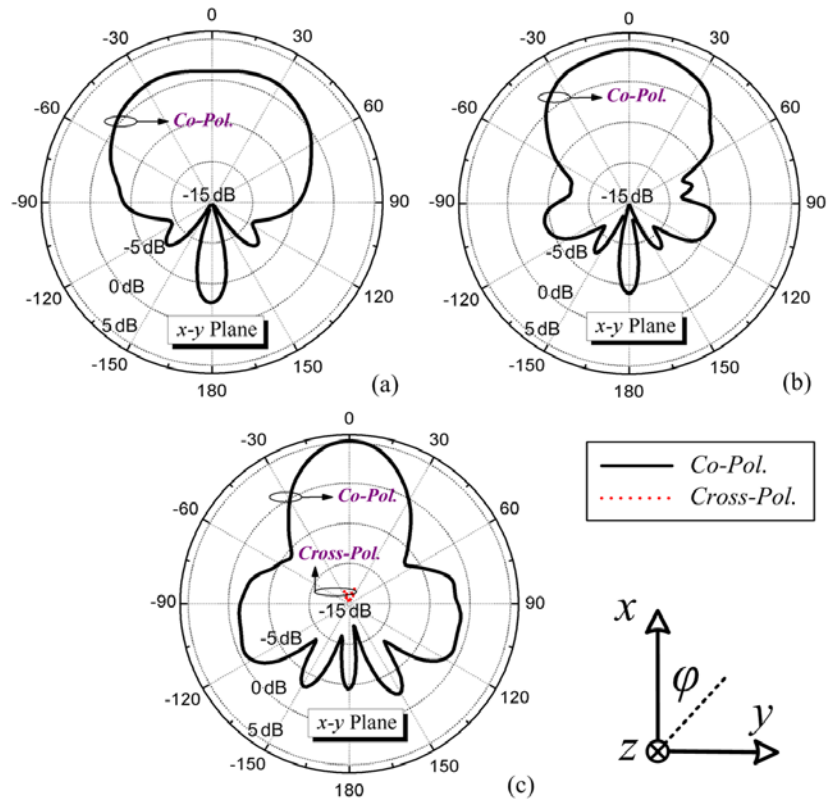 0
-30
30
-60
60
Co-Pol.
-90
-15 dB
90
-5 dB
-120
0 dB
120
5 dB
x-y Plane
-150
150
180
(a)
0
-30
30
-60
60
Co-Pol.
-90
-15 dB
90
-5 dB
-120
0 dB
120
5 dB
x-y Plane
-150
150
180
(b)
0
-30
30
-60
60
Co-Pol.
Cross-Pol.
-90
-15 dB
90
-5 dB
-120
0 dB
120
5 dB
x-y Plane
-150
150
180
(c)
Co-Pol.
Cross-Pol.
x
φ
y
z